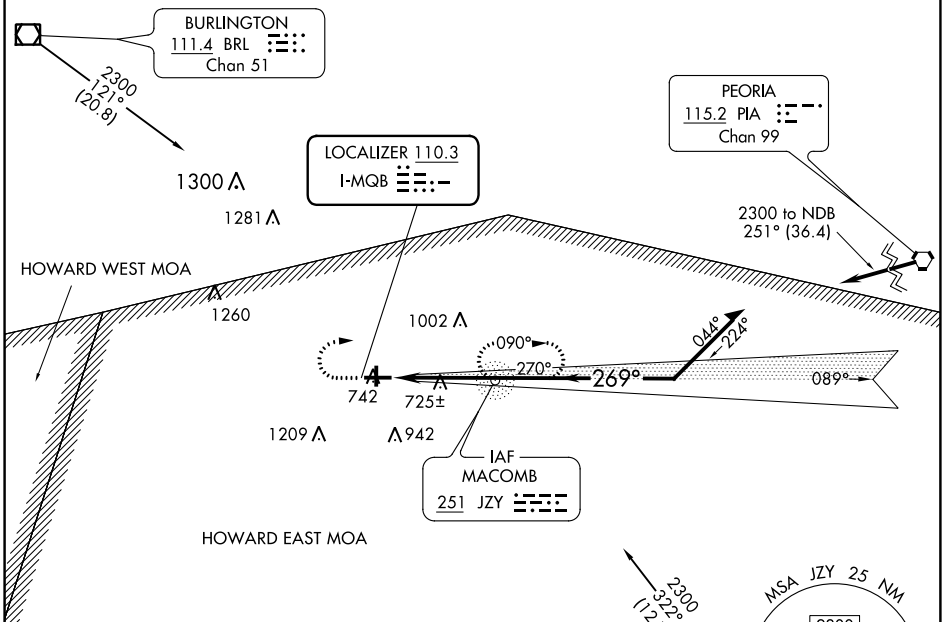 BURLINGTON
111.4 BRL
Chan 51
2300
121°
(20.8)
PEORIA
115.2 PIA
Chan 99
LOCALIZER 110.3
I-MQB
1300
1281
2300 to NDB
251° (36.4)
HOWARD WEST MOA
1260
1002
090°
270°
044°
224°
269°
089°
742
725±
1209
942
IAF
MACOMB
251 JZY
HOWARD EAST MOA
2300
322°
MSA JZY 25 NM